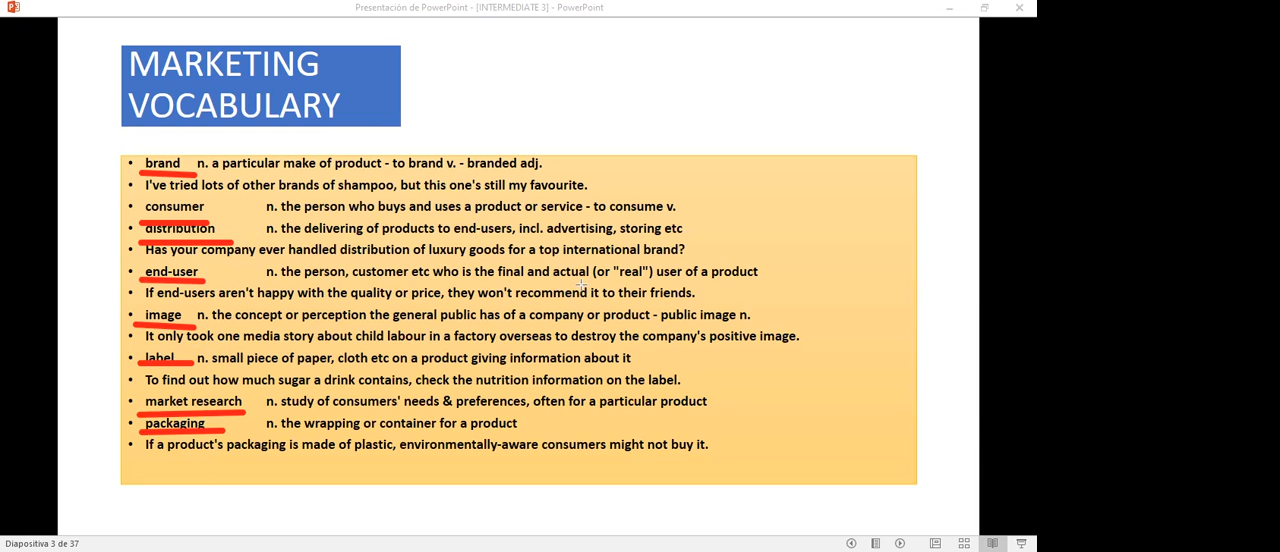 Presentación de PowerPoint - [INTERMEDIATE 3] - PowerPoint
MARKETING
VOCABULARY
• brand n. a particular make of product - to brand v. - branded adj.
• I've tried lots of other brands of shampoo, but this one's still my favourite.
• consumer n. the person who buys and uses a product or service - to consume v.
• distribution n. the delivering of products to end-users, incl. advertising, storing etc
• Has your company ever handled distribution of luxury goods for a top international brand?
• end-user n. the person, customer etc who is the final and actual (or "real") user of a product
• If end-users aren't happy with the quality or price, they won't recommend it to their friends.
• image n. the concept or perception the general public has of a company or product - public image n.
• It only took one media story about child labour in a factory overseas to destroy the company's positive image.
• label n. small piece of paper, cloth etc on a product giving information about it
• To find out how much sugar a drink contains, check the nutrition information on the label.
• market research n. study of consumers' needs & preferences, often for a particular product
• packaging n. the wrapping or container for a product
• If a product's packaging is made of plastic, environmentally-aware consumers might not buy it.
Diapositiva 3 de 37